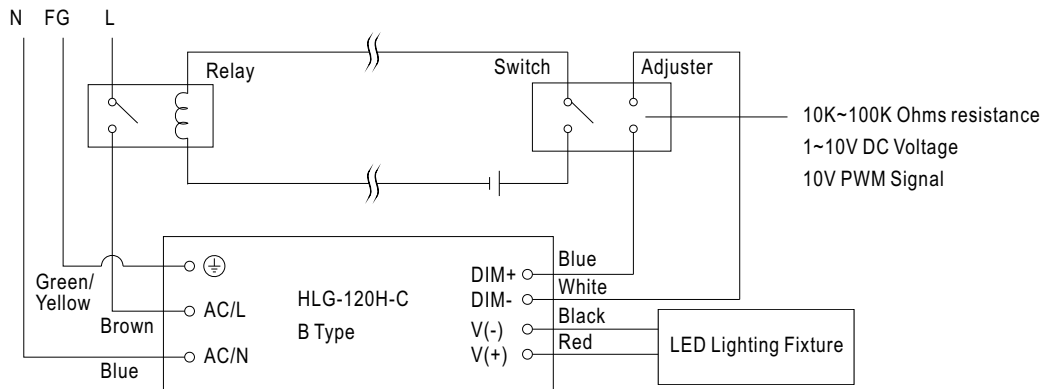 N FG L
Relay
Switch
Adjuster
10K~100K Ohms resistance
1~10V DC Voltage
10V PWM Signal
Green/
Yellow
Brown
Blue
AC/L
AC/N
HLG-120H-C
B Type
DIM+
DIM-
V(-)
V(+)
Blue
White
Black
Red
LED Lighting Fixture